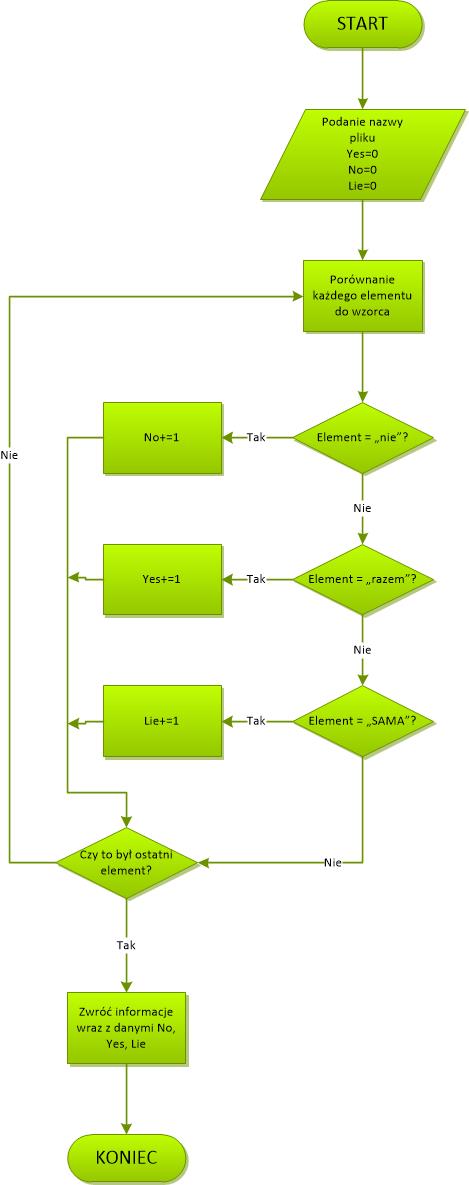 START
Podanie nazwy
pliku
Yes=0
No=0
Lie=0
Porównanie
każdego elementu
do wzorca
Element = „nie”?
Tak
No+=1
Nie
Nie
Element = „razem”?
Tak
Yes+=1
Nie
Element = „SAMA”?
Tak
Lie+=1
Nie
Czy to był ostatni
element?
Tak
Zwróć informacje
wraz z danymi No,
Yes, Lie
KONIEC